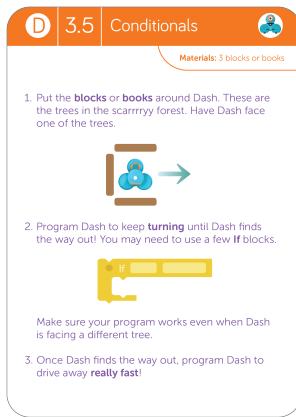 D 3.5 Conditionals
Materials: 3 blocks or books
1. Put the blocks or books around Dash. These are
the trees in the scarrrryy forest. Have Dash face
one of the trees.
2. Program Dash to keep turning until Dash finds
the way out! You may need to use a few If blocks.
If
Make sure your program works even when Dash
is facing a different tree.
3. Once Dash finds the way out, program Dash to
drive away really fast!